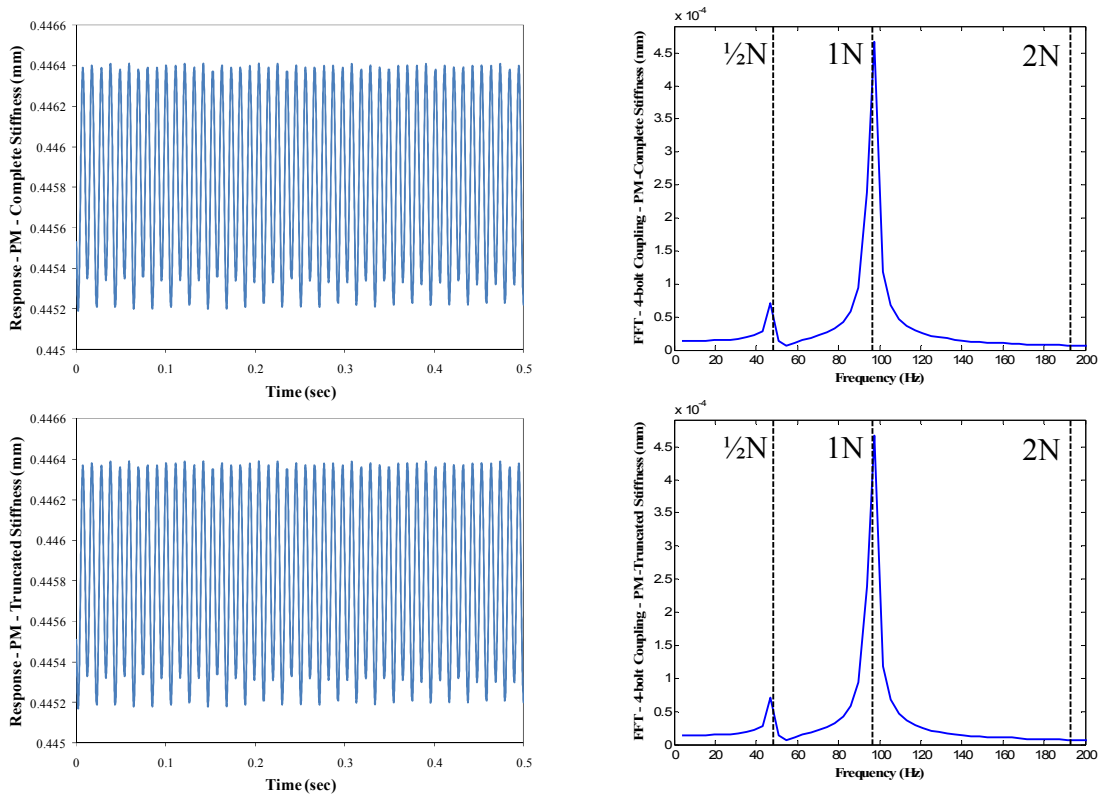 Response - PM - Complete Stiffness (mm)
0.4466
0.4464
0.4462
0.446
0.4458
0.4456
0.4454
0.4452
0.445
0 0.1 0.2 0.3 0.4 0.5
Time (sec)
FFT - 4-bolt Coupling - PM-Complete Stiffness (mm)
x 10-4
4.5
4
3.5
3
2.5
2
1.5
1
0.5
0
½N 1N 2N
0 20 40 60 80 100 120 140 160 180 200
Frequency (Hz)
Response - PM - Truncated Stiffness (mm)
0.4466
0.4464
0.4462
0.446
0.4458
0.4456
0.4454
0.4452
0.445
0 0.1 0.2 0.3 0.4 0.5
Time (sec)
FFT - 4-bolt Coupling - PM-Truncated Stiffness (mm)
x 10-4
4.5
4
3.5
3
2.5
2
1.5
1
0.5
0
½N 1N 2N
0 20 40 60 80 100 120 140 160 180 200
Frequency (Hz)